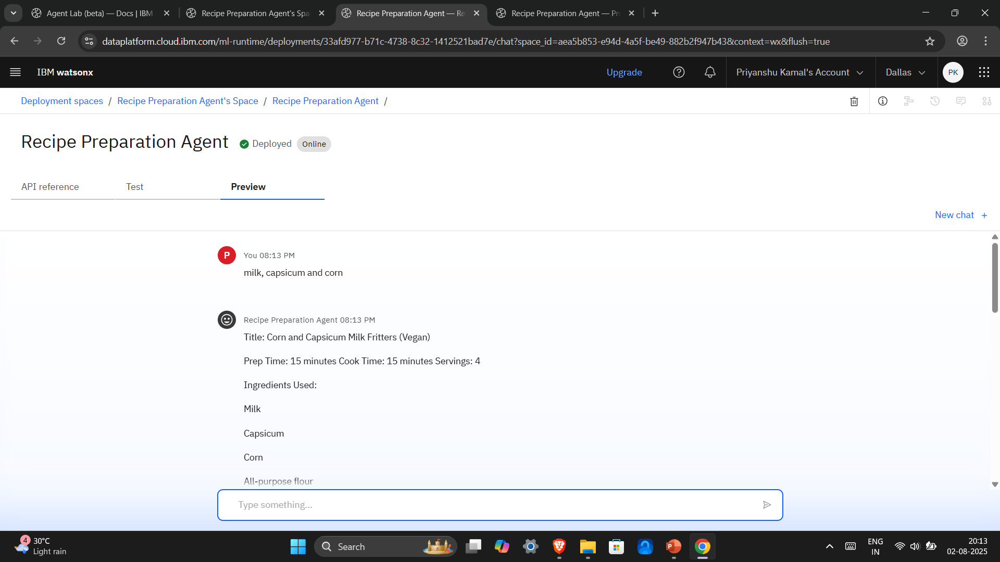 Agent Lab (beta) — Docs | IBM
Recipe Preparation Agent's Spa
Recipe Preparation Agent — Re
Recipe Preparation Agent — Pr
dataplatform.cloud.ibm.com/ml-runtime/deployments/33afd977-b71c-4738-8c32-1412521bad7e/chat?space_id=aea5b853-e94d-4a5f-be49-882b2f947b43&context=wx&flush=true
IBM watsonx
Upgrade
Priyanshu Kamal's Account
Dallas
PK
Deployment spaces / Recipe Preparation Agent's Space / Recipe Preparation Agent /
Recipe Preparation Agent
Deployed
Online
API reference
Test
Preview
New chat +
P
You 08:13 PM
milk, capsicum and corn
Recipe Preparation Agent 08:13 PM
Title: Corn and Capsicum Milk Fritters (Vegan)
Prep Time: 15 minutes Cook Time: 15 minutes Servings: 4
Ingredients Used:
Milk
Capsicum
Corn
All-purpose flour
Type something...
4
30°C
Light rain
Search
P
ENG
IN
20:13
02-08-2025